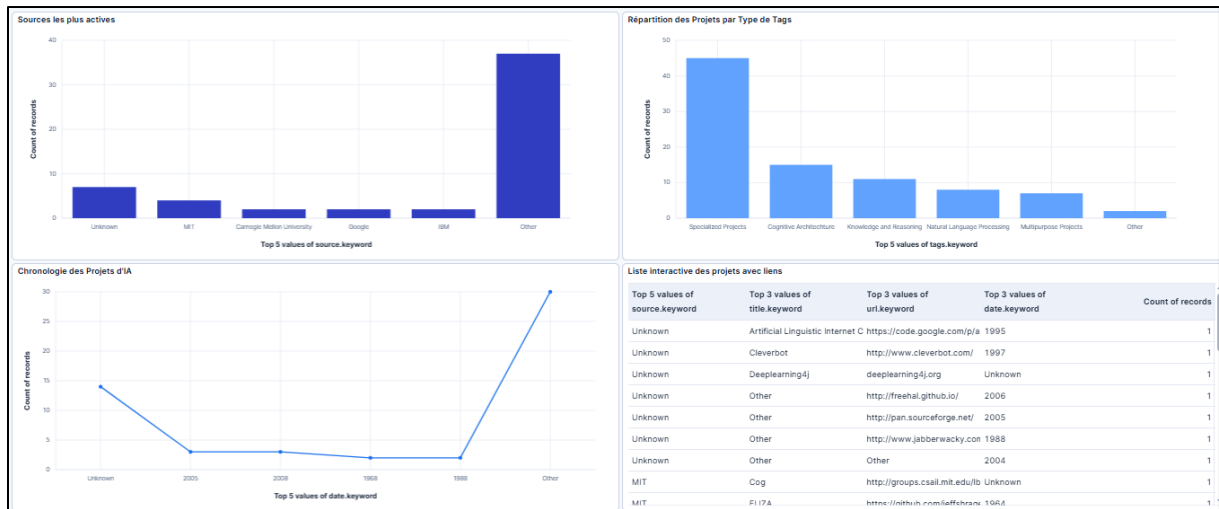 Sources les plus actives
Count of records
40
30
20
10
0
Unknown
MIT
Carnegie Mellon University
Google
IBM
Other
Top 5 values of source.keyword
Répartition des Projets par Type de Tags
Count of records
50
40
30
20
10
0
Specialized Projects
Cognitive Architechture
Knowledge and Reasoning
Natural Language Processing
Multipurpose Projects
Other
Top 5 values of tags.keyword
Chronologie des Projets d'IA
Count of records
30
25
20
15
10
5
0
Unknown
2005
2008
1968
1988
Other
Top 5 values of date.keyword
Liste interactive des projets avec liens
Top 5 values of source.keyword Top 3 values of title.keyword Top 3 values of url.keyword Top 3 values of date.keyword Count of records
Unknown Artificial Linguistic Internet C https://code.google.com/p/a 1995 1
Unknown Cleverbot http://www.cleverbot.com/ 1997 1
Unknown Deeplearning4j deeplearning4j.org Unknown 1
Unknown Other http://freehal.github.io/ 2006 1
Unknown Other http://pan.sourceforge.net/ 2005 1
Unknown Other http://www.jabberwacky.con 1988 1
Unknown Other Other 2004 1
MIT Cog http://groups.csail.mit.edu/lb Unknown 1
MIT ELIZA https://github.com/jeffshrage 1964 1